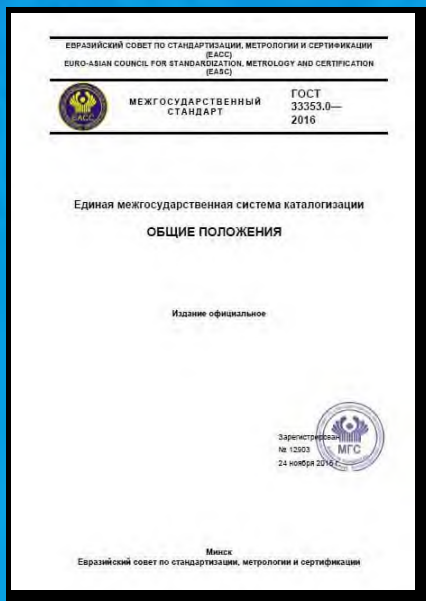 ЕВРАЗИЙСКИЙ СОВЕТ ПО СТАНДАРТИЗАЦИИ, МЕТРОЛОГИИ И СЕРТИФИКАЦИИ
(ЕАСС)
EURO-ASIAN COUNCIL FOR STANDARDIZATION, METROLOGY AND CERTIFICATION
(EASC)
ЕАСС
МЕЖГОСУДАРСТВЕННЫЙ
СТАНДАРТ
ГОСТ
33353.0—
2016
Единая межгосударственная система каталогизации
ОБЩИЕ ПОЛОЖЕНИЯ
Издание официальное
Зарегистрирован
№ 12903
24 ноября 2016 г.
МГС
Минск
Евразийский совет по стандартизации, метрологии и сертификации